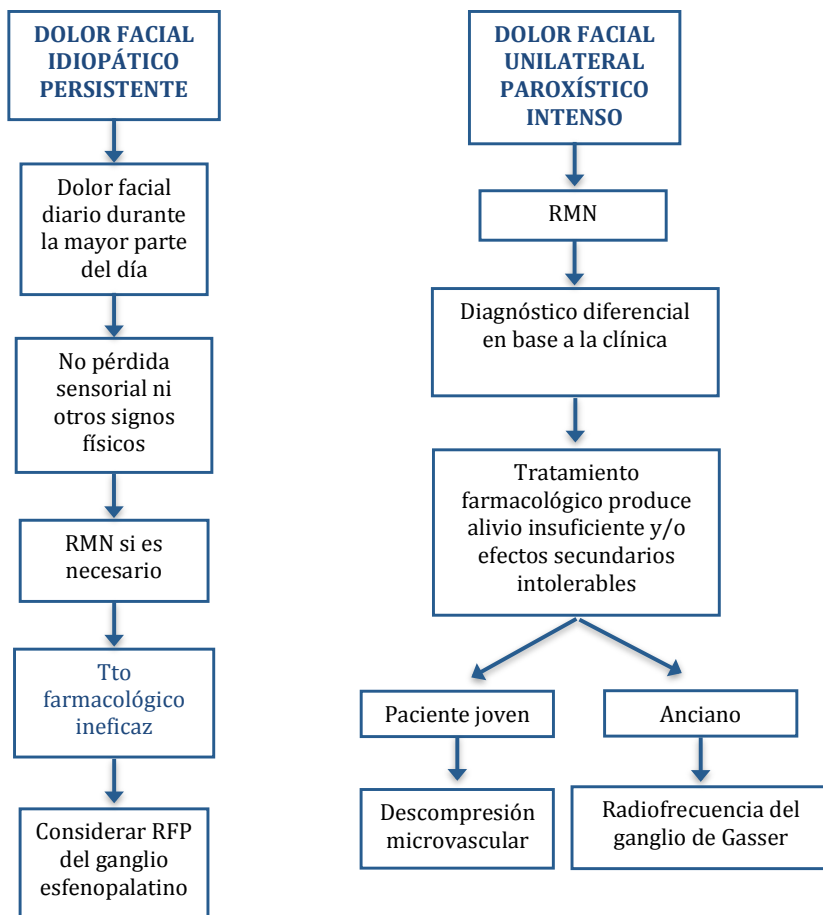 DOLOR FACIAL
IDIOPÁTICO
PERSISTENTE
Dolor facial
diario durante
la mayor parte
del día
No pérdida
sensorial ni
otros signos
físicos
RMN si es
necesario
Tto
farmacológico
ineficaz
Considerar RFP
del ganglio
esfenopalatino
DOLOR FACIAL
UNILATERAL
PAROXÍSTICO
INTENSO
RMN
Diagnóstico diferencial
en base a la clínica
Tratamiento
farmacológico produce
alivio insuficiente y/o
efectos secundarios
intolerables
Paciente joven
Descompresión
microvascular
Anciano
Radiofrecuencia del
ganglio de Gasser